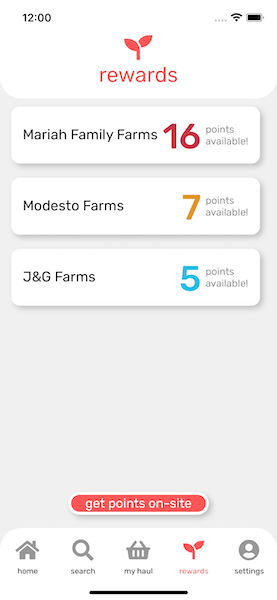 12:00
rewards
Mariah Family Farms 16 points
available!
Modesto Farms 7 points
available!
J&G Farms 5 points
available!
get points on-site
home search my haul rewards settings